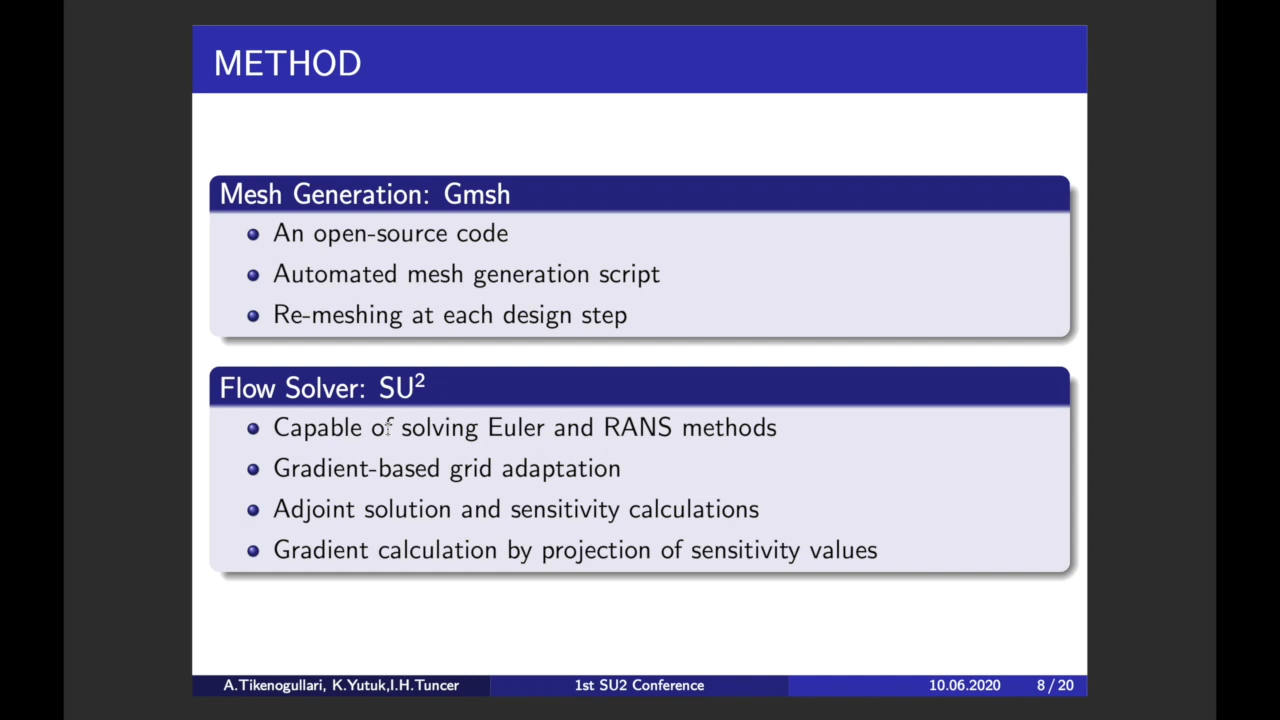 METHOD
Mesh Generation: Gmsh
An open-source code
Automated mesh generation script
Re-meshing at each design step
Flow Solver: SU²
Capable of solving Euler and RANS methods
Gradient-based grid adaptation
Adjoint solution and sensitivity calculations
Gradient calculation by projection of sensitivity values
A.Tikenogullari, K.Yutuk,I.H.Tuncer 1st SU2 Conference 10.06.2020 8 / 20